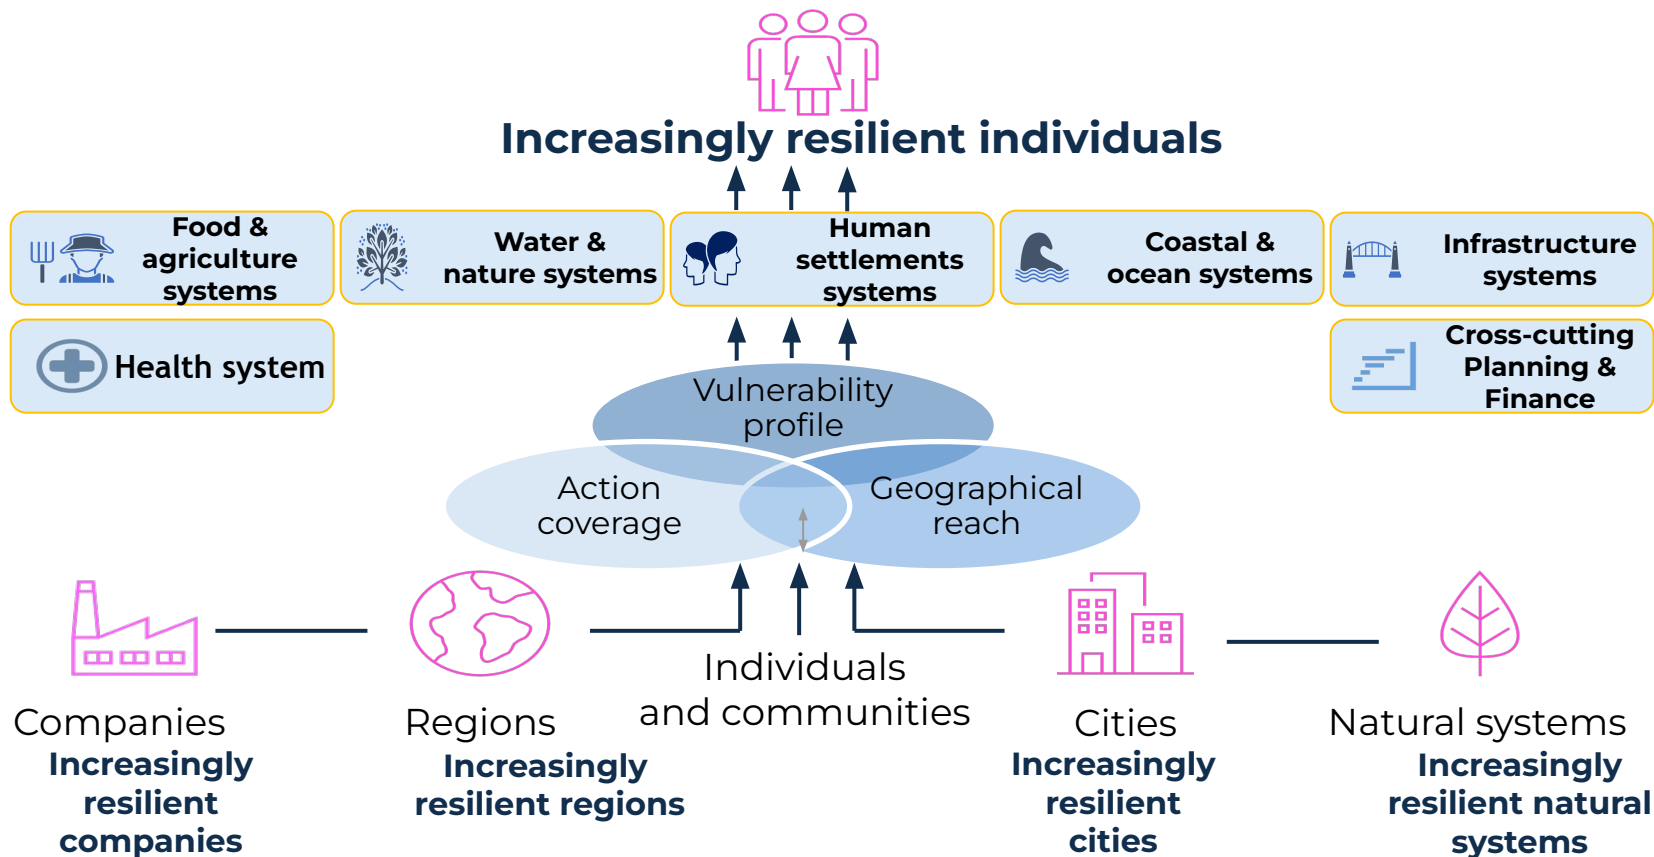 Increasingly resilient individuals
Food &
agriculture
systems
Water &
nature systems
Human
settlements
systems
Coastal &
ocean systems
Infrastructure
systems
Health system
Cross-cutting
Planning &
Finance
Vulnerability
profile
Action
coverage
Geographical
reach
Individuals
and communities
Companies
Increasingly
resilient
companies
Regions
Increasingly
resilient regions
Cities
Increasingly
resilient
cities
Natural systems
Increasingly
resilient natural
systems